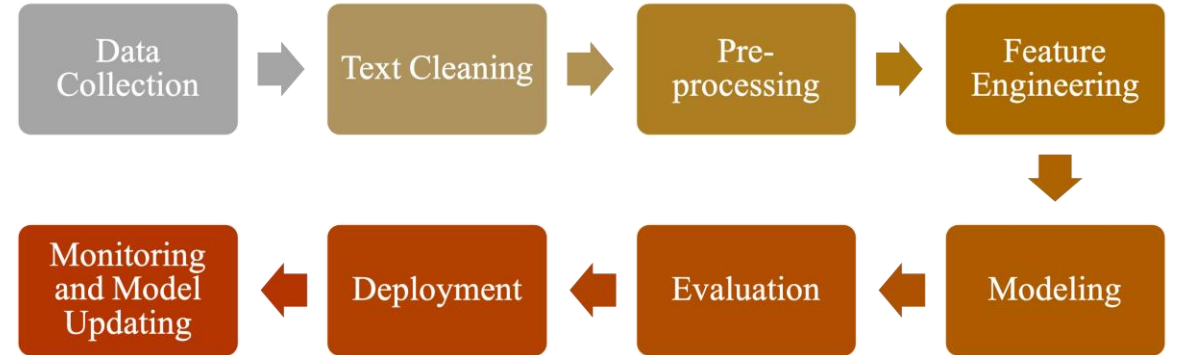 Data
Collection
Text Cleaning
Pre-
processing
Feature
Engineering
Modeling
Evaluation
Deployment
Monitoring
and Model
Updating